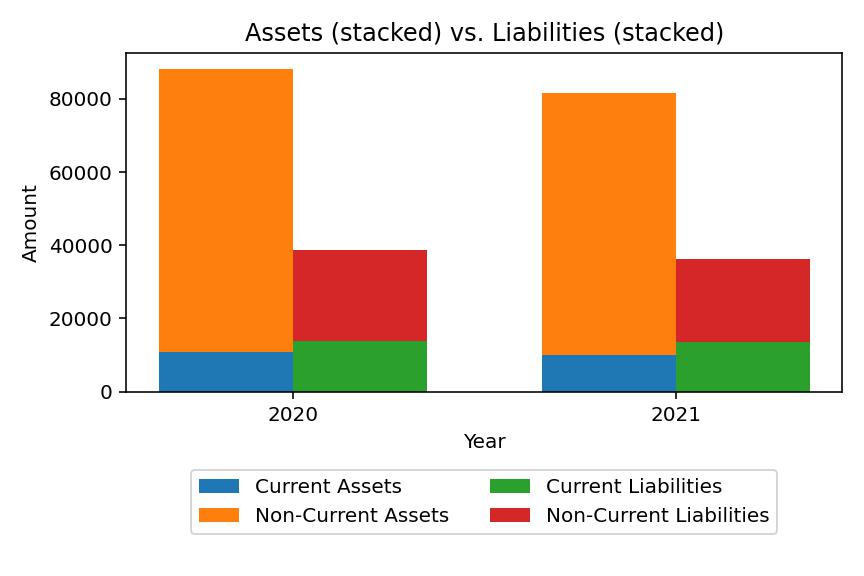 Assets (stacked) vs. Liabilities (stacked)
80000
60000
40000
20000
0
Amount
2020 2021
Year
Current Assets Current Liabilities
Non-Current Assets Non-Current Liabilities